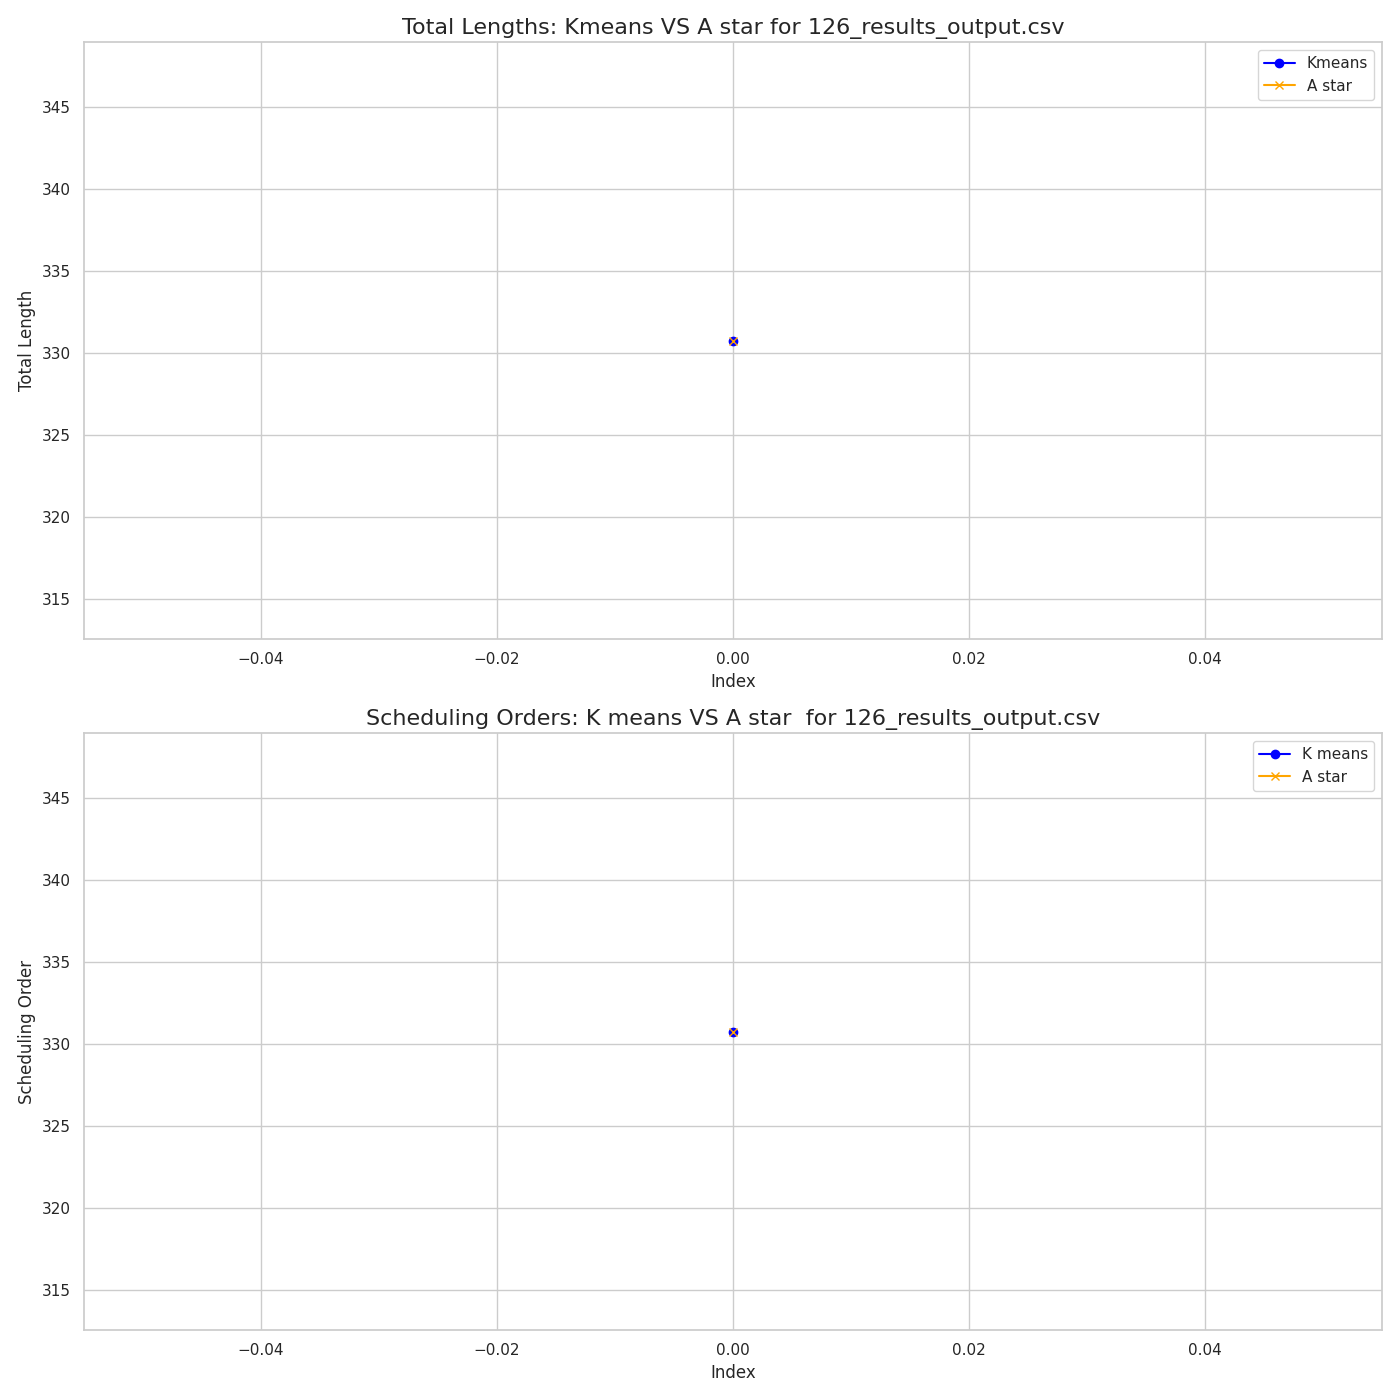 Total Lengths: Kmeans VS A star for 126_results_output.csv
Kmeans
A star
345
340
335
330
325
320
315
Total Length
−0.04
−0.02
0.00
0.02
0.04
Index
Scheduling Orders: K means VS A star  for 126_results_output.csv
K means
A star
345
340
335
330
325
320
315
Scheduling Order
−0.04
−0.02
0.00
0.02
0.04
Index